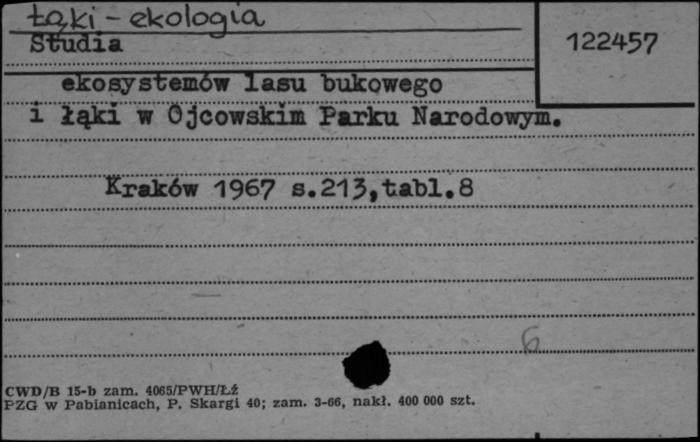 Łąki - ekologia
Studia
122457
ekosystemów lasu bukowego
i łąki w Ojcowskim Parku Narodowym.
Kraków 1967 s.213,tabl.8
6
CWD/B 15-b zam. 4065/PWH/Łź
PZG w Pabianicach, P. Skargi 40; zam. 3-66, nakł. 400 000 szt.